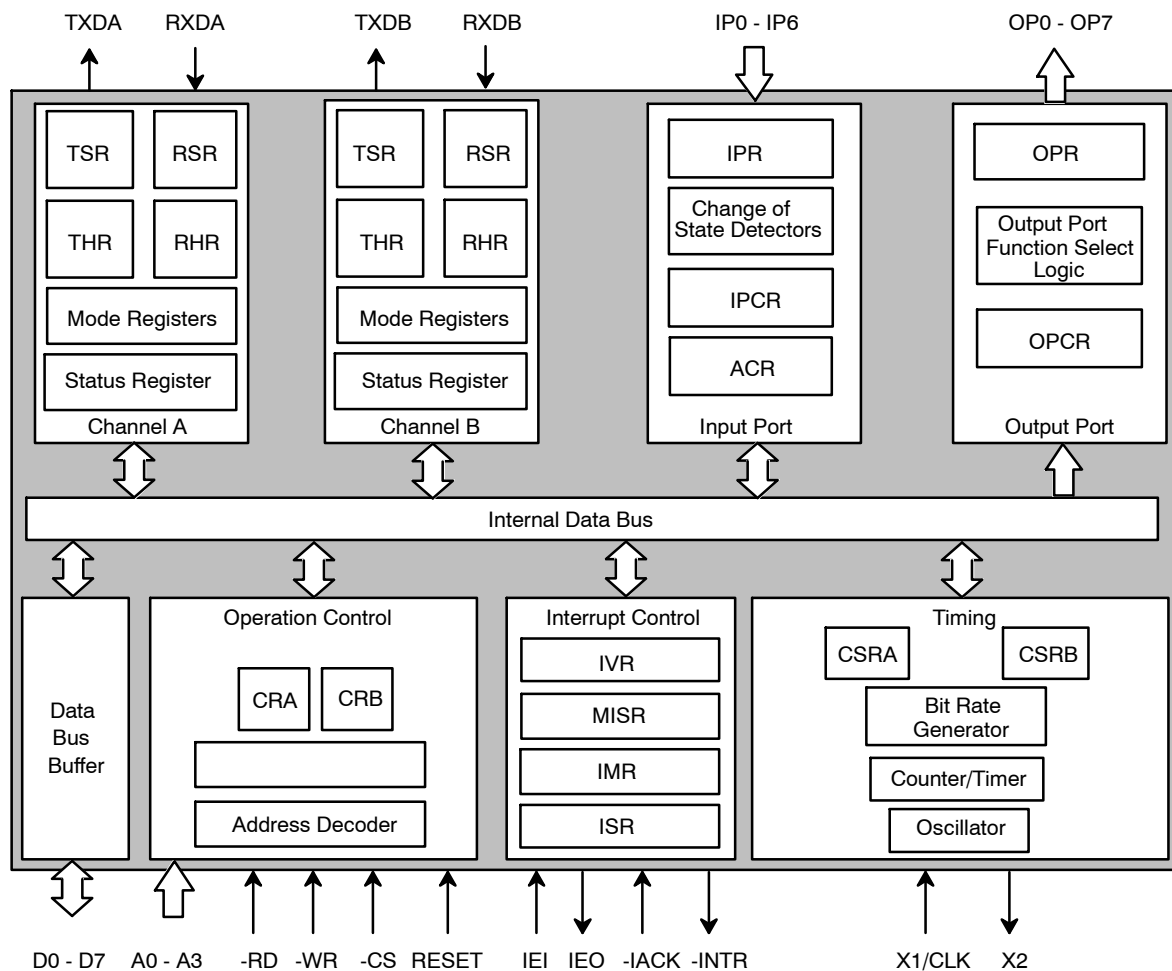 TXDA RXDA TXDB RXDB IP0 - IP6 OP0 - OP7
TSR RSR
THR RHR
Mode Registers
Status Register
Channel A
TSR RSR
THR RHR
Mode Registers
Status Register
Channel B
IPR
Change of
State Detectors
IPCR
ACR
Input Port
OPR
Output Port
Function Select
Logic
OPCR
Output Port
Internal Data Bus
Data
Bus
Buffer
Operation Control
CRA CRB
Address Decoder
Interrupt Control
IVR
MISR
IMR
ISR
Timing
CSRA CSRB
Bit Rate
Generator
Counter/Timer
Oscillator
D0 - D7 A0 - A3 -RD -WR -CS RESET IEI IEO -IACK -INTR X1/CLK X2